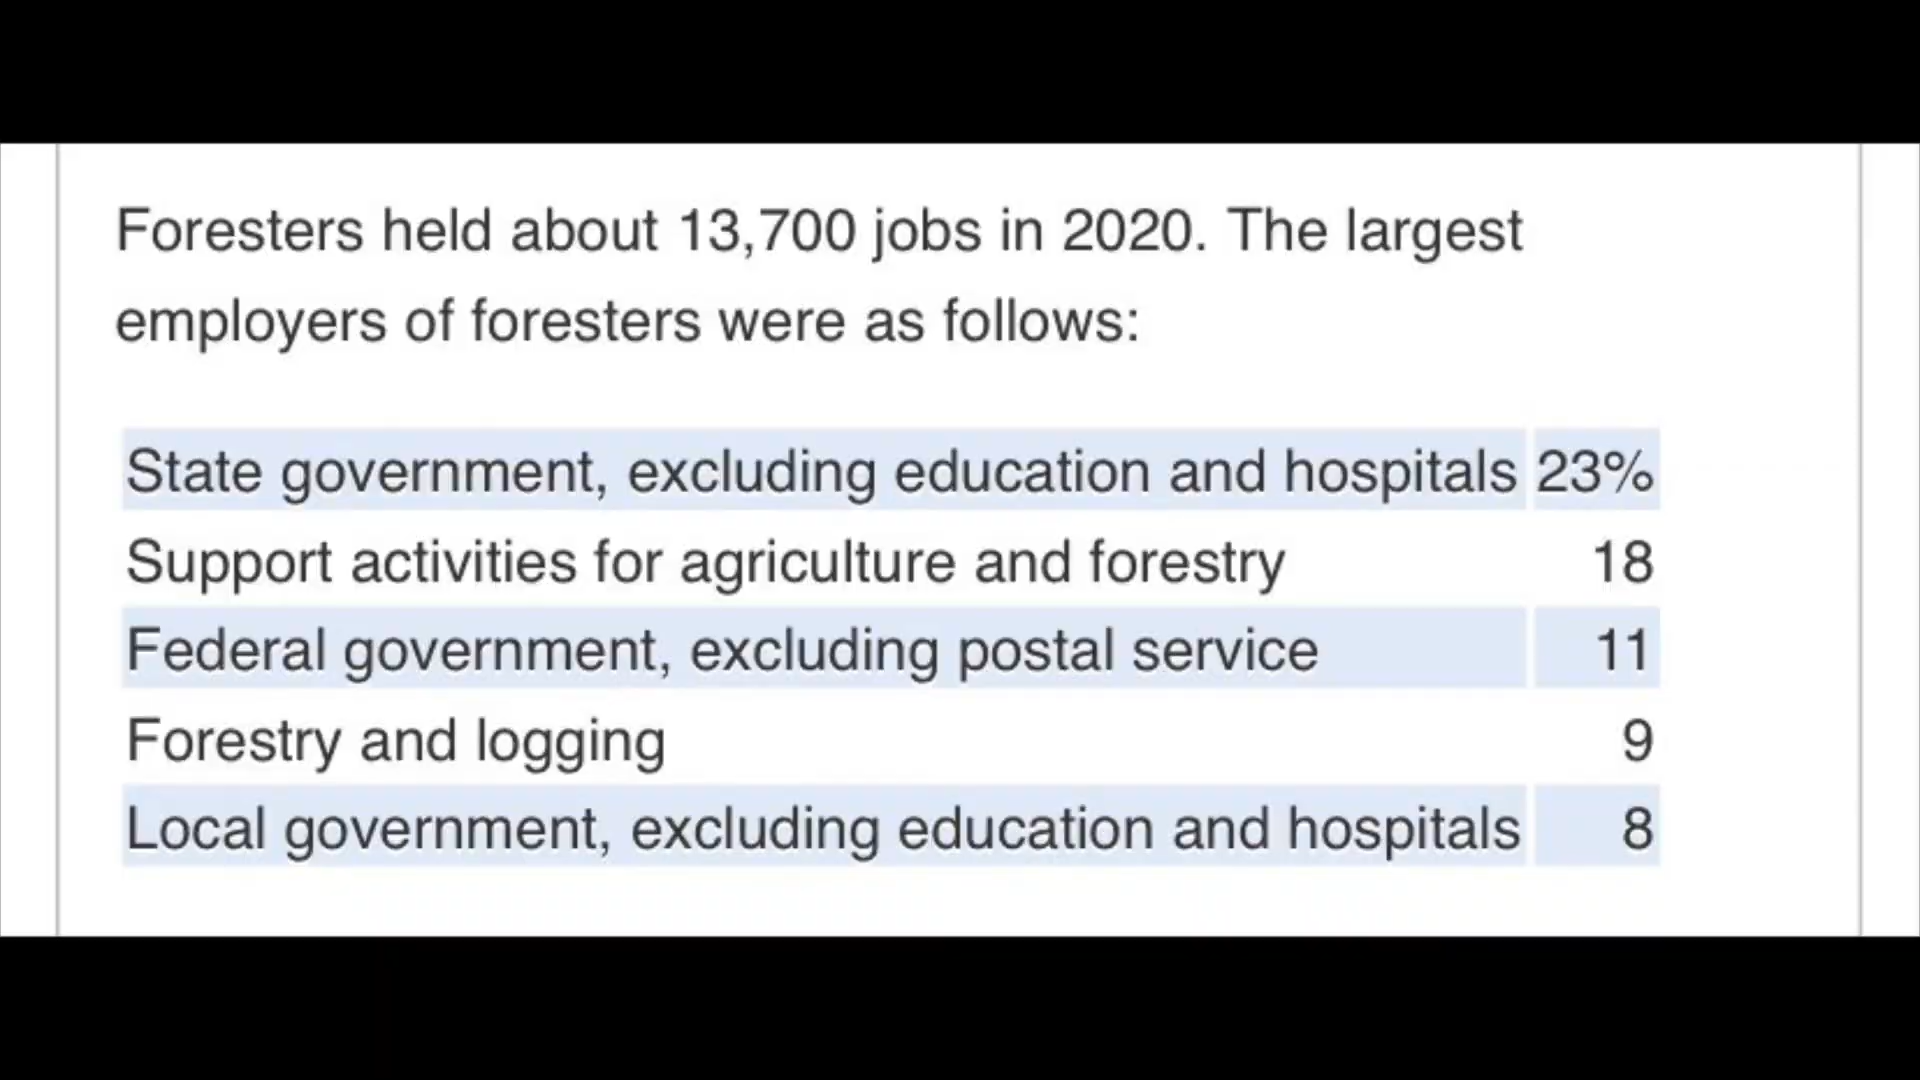 Foresters held about 13,700 jobs in 2020. The largest
employers of foresters were as follows:
State government, excluding education and hospitals 23%
Support activities for agriculture and forestry 18
Federal government, excluding postal service 11
Forestry and logging 9
Local government, excluding education and hospitals 8